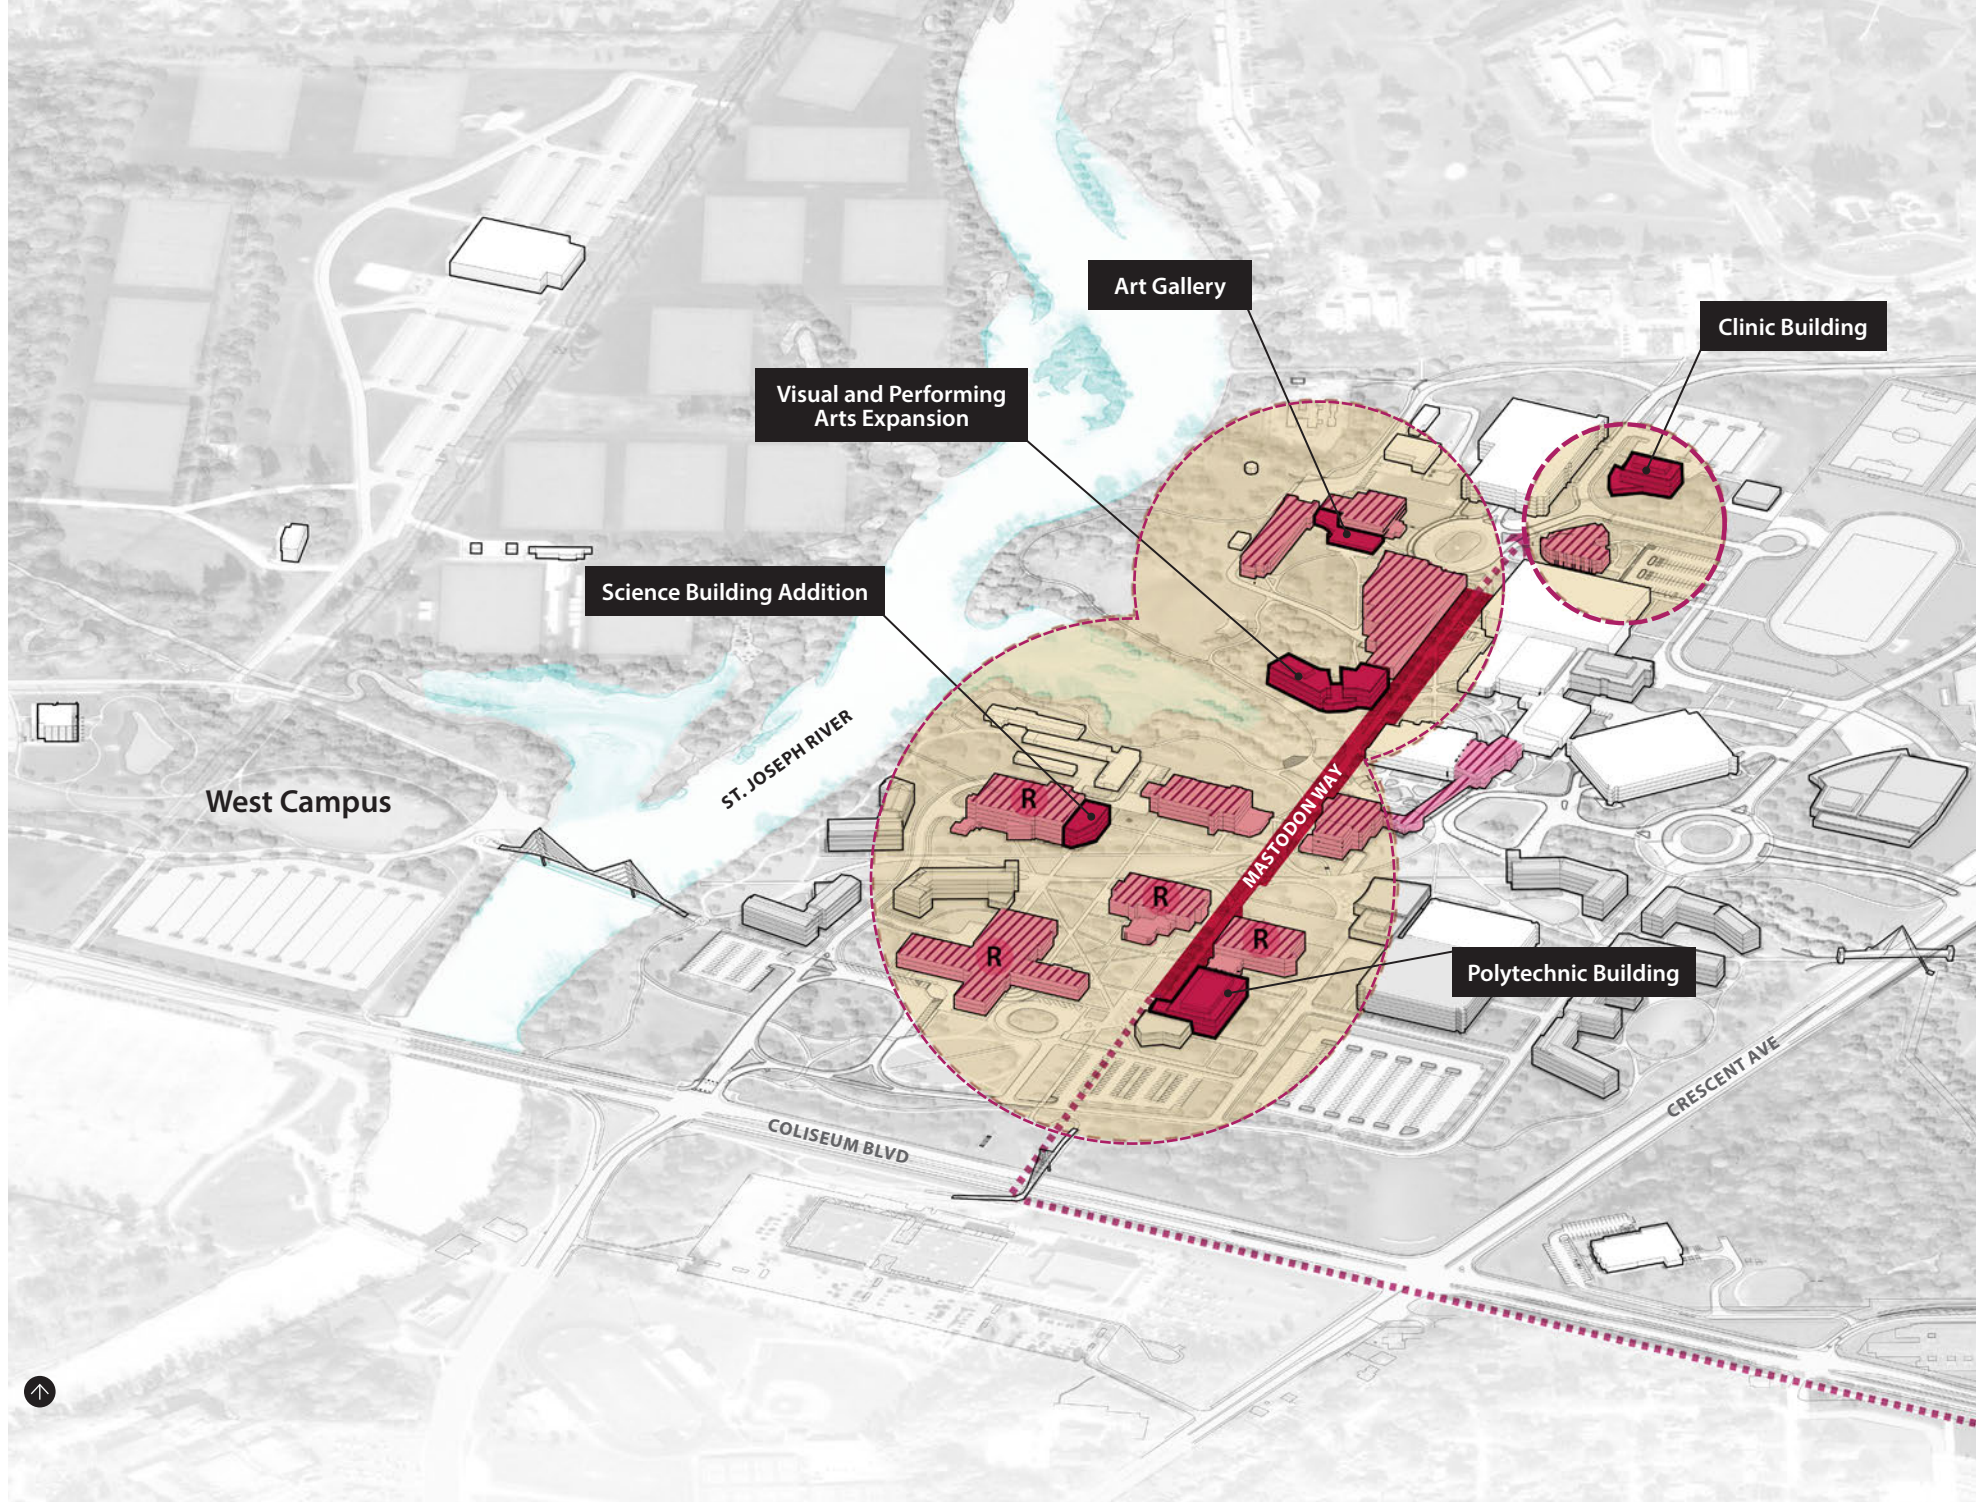 Art Gallery
Clinic Building
Visual and Performing
Arts Expansion
Science Building Addition
ST. JOSEPH RIVER
West Campus
MASTODON WAY
R
R
R
R
Polytechnic Building
CRESCENT AVE
COLISEUM BLVD